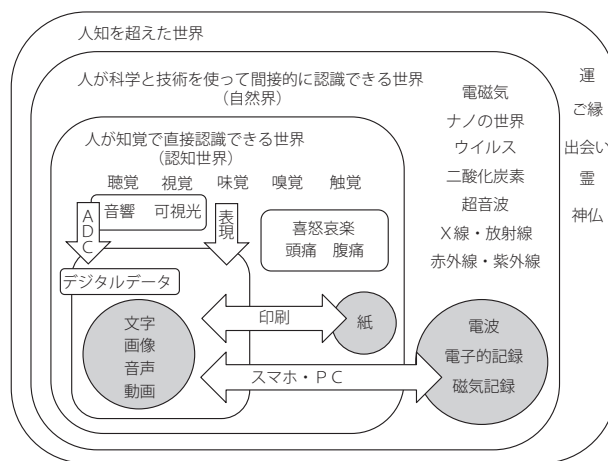 人知を超えた世界
人が科学と技術を使って間接的に認識できる世界
（自然界）
人が知覚で直接認識できる世界
（認知世界）
聴覚　視覚　味覚　嗅覚　触覚
音響　可視光
ADC
表現
喜怒哀楽
頭痛　腹痛
デジタルデータ
文字
画像
音声
動画
印刷
紙
スマホ・ＰＣ
電磁気
ナノの世界
ウイルス
二酸化炭素
超音波
Ｘ線・放射線
赤外線・紫外線
電波
電子的記録
磁気記録
運
ご縁
出会い
霊
神仏